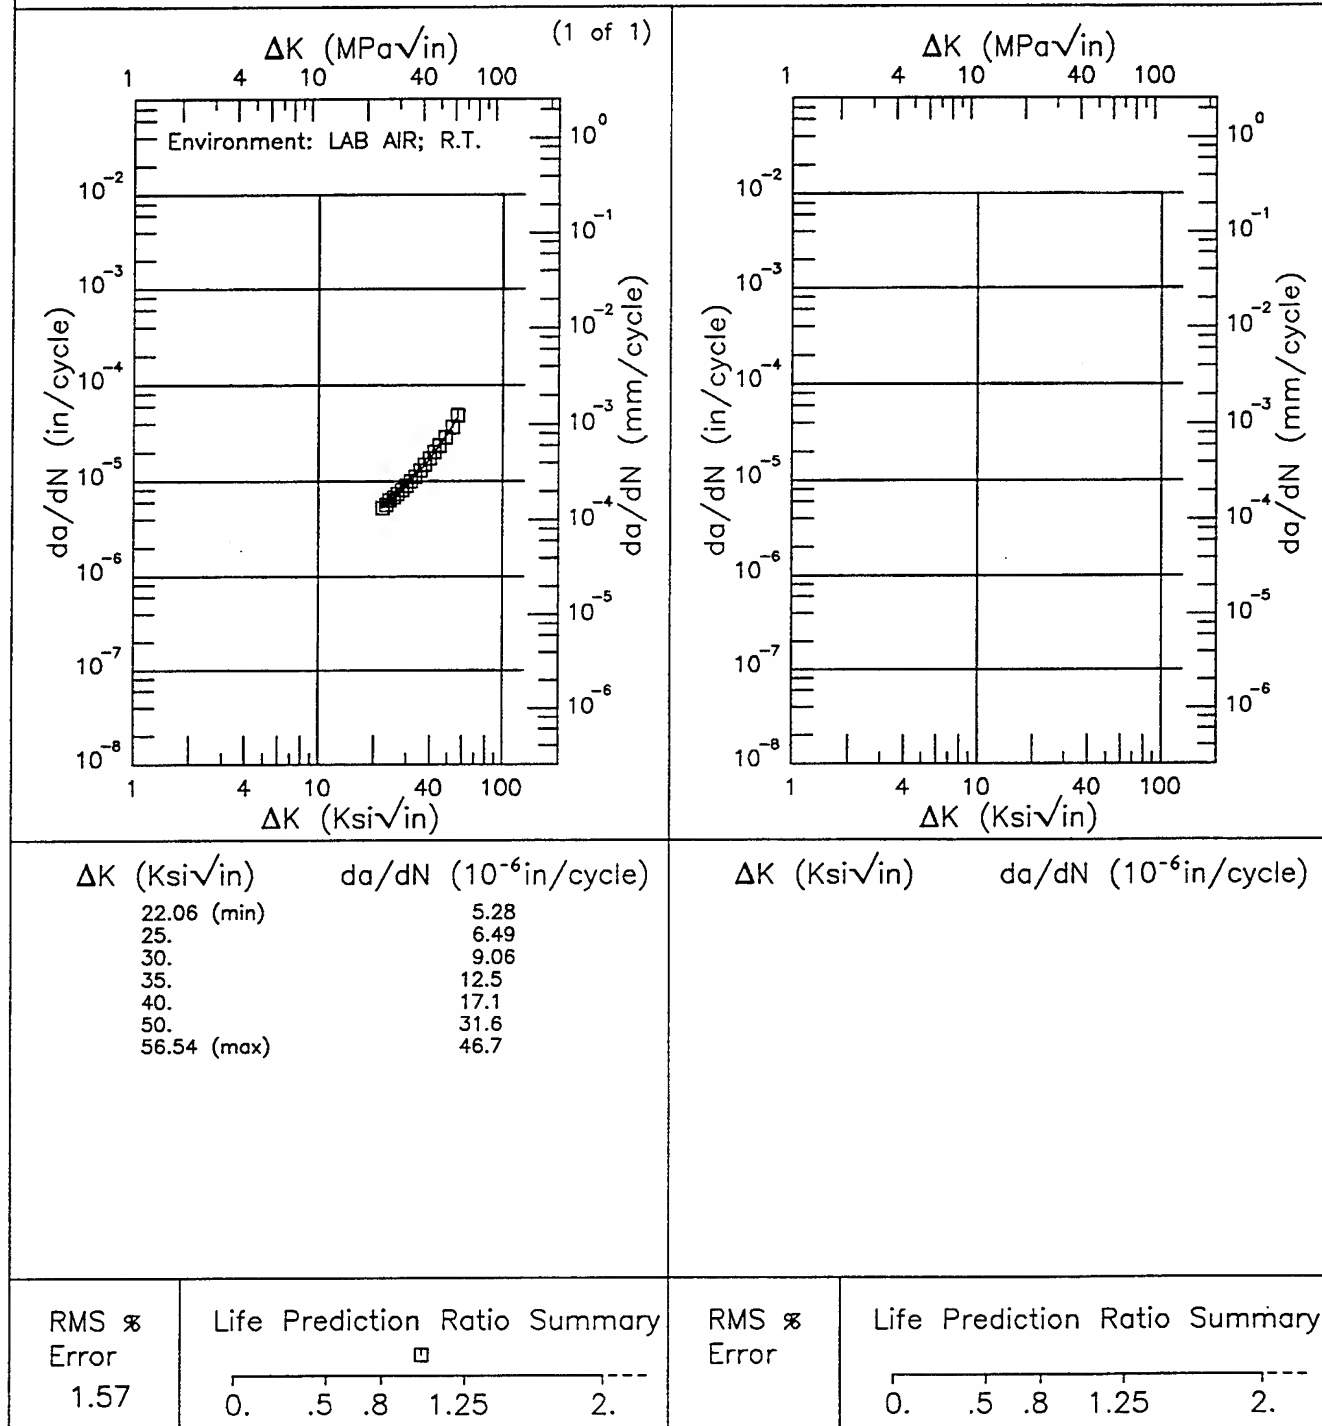 (1 of 1)
ΔK (MPa√in)
1 4 10 40 100
Environment: LAB AIR; R.T.
da/dN (in/cycle)
10⁻²
10⁻³
10⁻⁴
10⁻⁵
10⁻⁶
10⁻⁷
10⁻⁸
da/dN (mm/cycle)
10⁰
10⁻¹
10⁻²
10⁻³
10⁻⁴
10⁻⁵
10⁻⁶
1 4 10 40 100
ΔK (Ksi√in)
ΔK (MPa√in)
1 4 10 40 100
da/dN (in/cycle)
10⁻²
10⁻³
10⁻⁴
10⁻⁵
10⁻⁶
10⁻⁷
10⁻⁸
da/dN (mm/cycle)
10⁰
10⁻¹
10⁻²
10⁻³
10⁻⁴
10⁻⁵
10⁻⁶
1 4 10 40 100
ΔK (Ksi√in)
ΔK (Ksi√in) da/dN (10⁻⁶in/cycle)
22.06 (min) 5.28
25. 6.49
30. 9.06
35. 12.5
40. 17.1
50. 31.6
56.54 (max) 46.7
ΔK (Ksi√in) da/dN (10⁻⁶in/cycle)
RMS %
Error
1.57
Life Prediction Ratio Summary
0. .5 .8 1.25 2.
RMS %
Error
Life Prediction Ratio Summary
0. .5 .8 1.25 2.